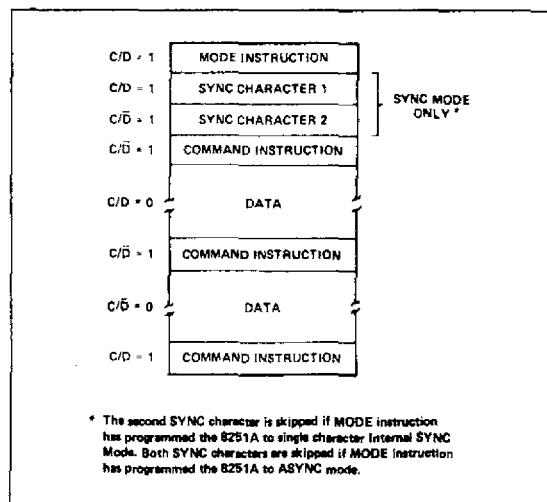 C/D = 1 MODE INSTRUCTION
C/D = 1 SYNC CHARACTER 1
SYNC MODE
ONLY *
C/D̅ = 1 SYNC CHARACTER 2
C/D̅ = 1 COMMAND INSTRUCTION
C/D = 0 DATA
C/D̅ = 1 COMMAND INSTRUCTION
C/D̅ = 0 DATA
C/D = 1 COMMAND INSTRUCTION
* The second SYNC character is skipped if MODE instruction
has programmed the 8251A to single character Internal SYNC
Mode. Both SYNC characters are skipped if MODE instruction
has programmed the 8251A to ASYNC mode.